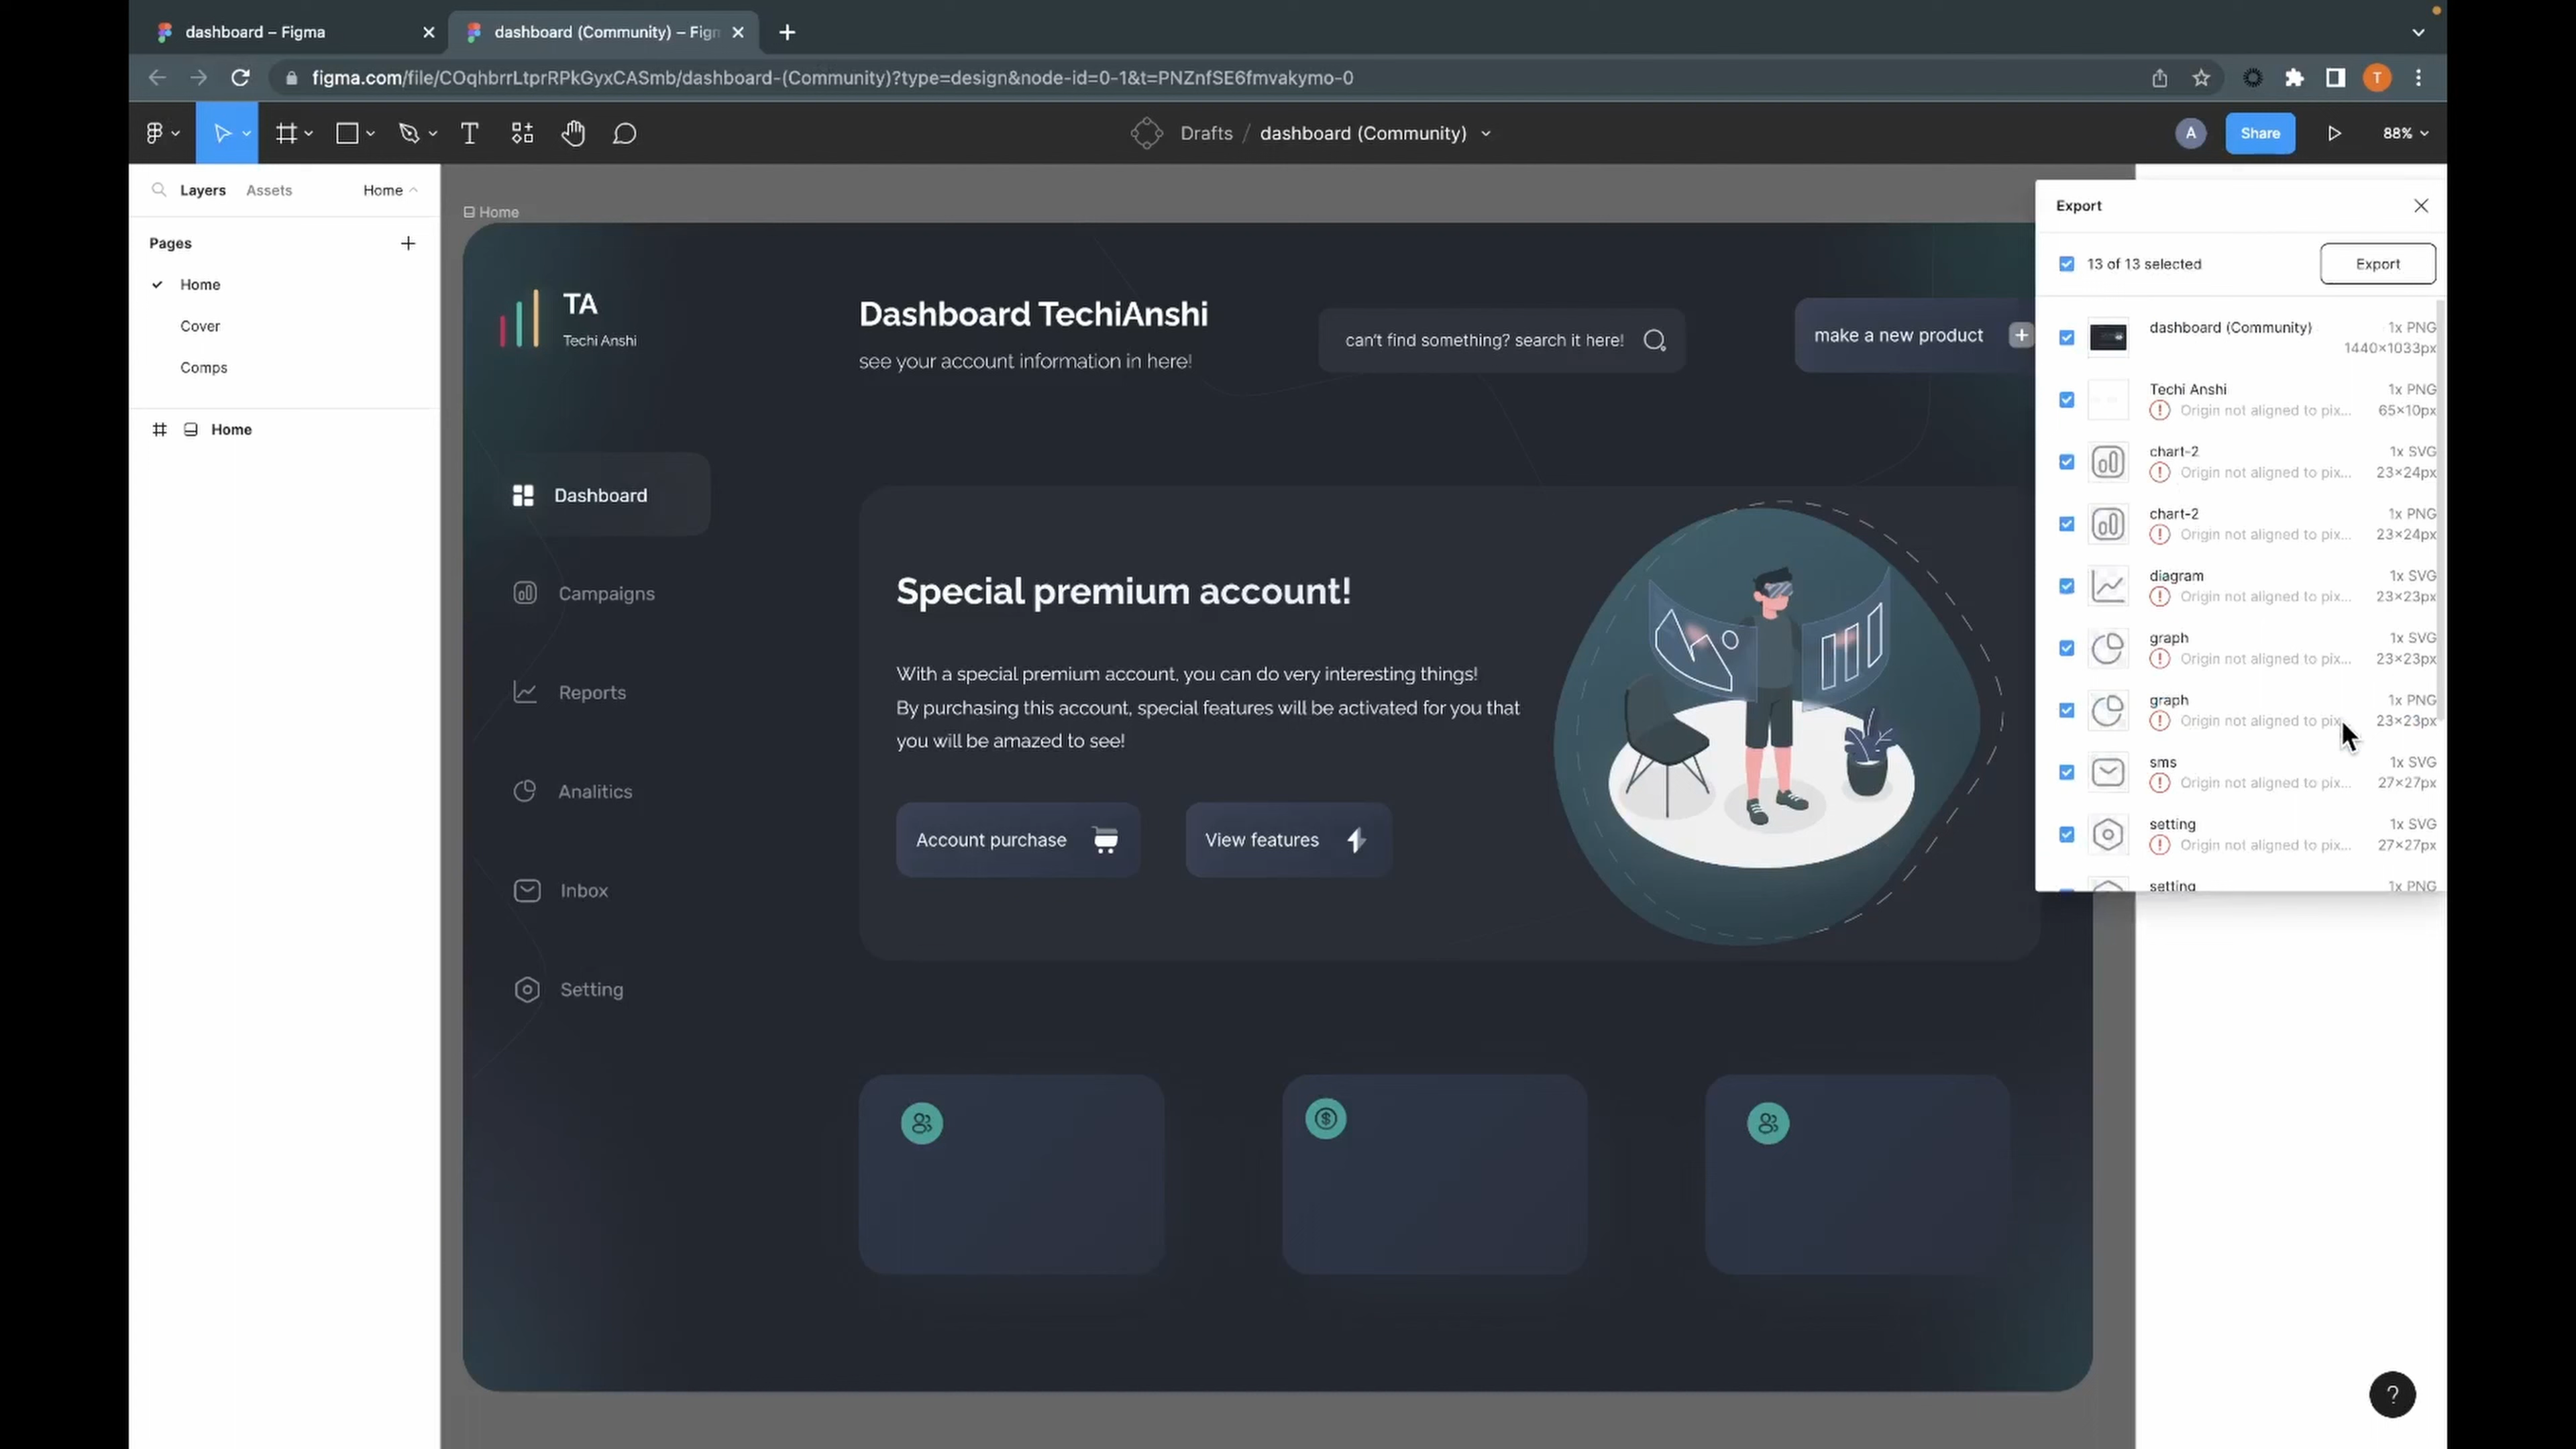 dashboard – Figma
dashboard (Community) – Figm
figma.com/file/COqhbrrLtprRPkGyxCASmb/dashboard-(Community)?type=design&node-id=0-1&t=PNZnfSE6fmvakymo-0
T
Drafts / dashboard (Community)
A
Share
88%
Layers
Assets
Home
Pages
Home
Cover
Comps
Home
Home
TA
Techi Anshi
Dashboard TechiAnshi
see your account information in here!
can't find something? search it here!
make a new product
Dashboard
Campaigns
Reports
Analitics
Inbox
Setting
Special premium account!
With a special premium account, you can do very interesting things!
By purchasing this account, special features will be activated for you that
you will be amazed to see!
Account purchase
View features
Export
13 of 13 selected
Export
dashboard (Community) 1x PNG
1440×1033px
Techi Anshi 1x PNG
Origin not aligned to pix... 65×10px
chart-2 1x SVG
Origin not aligned to pix... 23×24px
chart-2 1x PNG
Origin not aligned to pix... 23×24px
diagram 1x SVG
Origin not aligned to pix... 23×23px
graph 1x SVG
Origin not aligned to pix... 23×23px
graph 1x PNG
Origin not aligned to pix 23×23px
sms 1x SVG
Origin not aligned to pix... 27×27px
setting 1x SVG
Origin not aligned to pix... 27×27px
setting 1x PNG
?